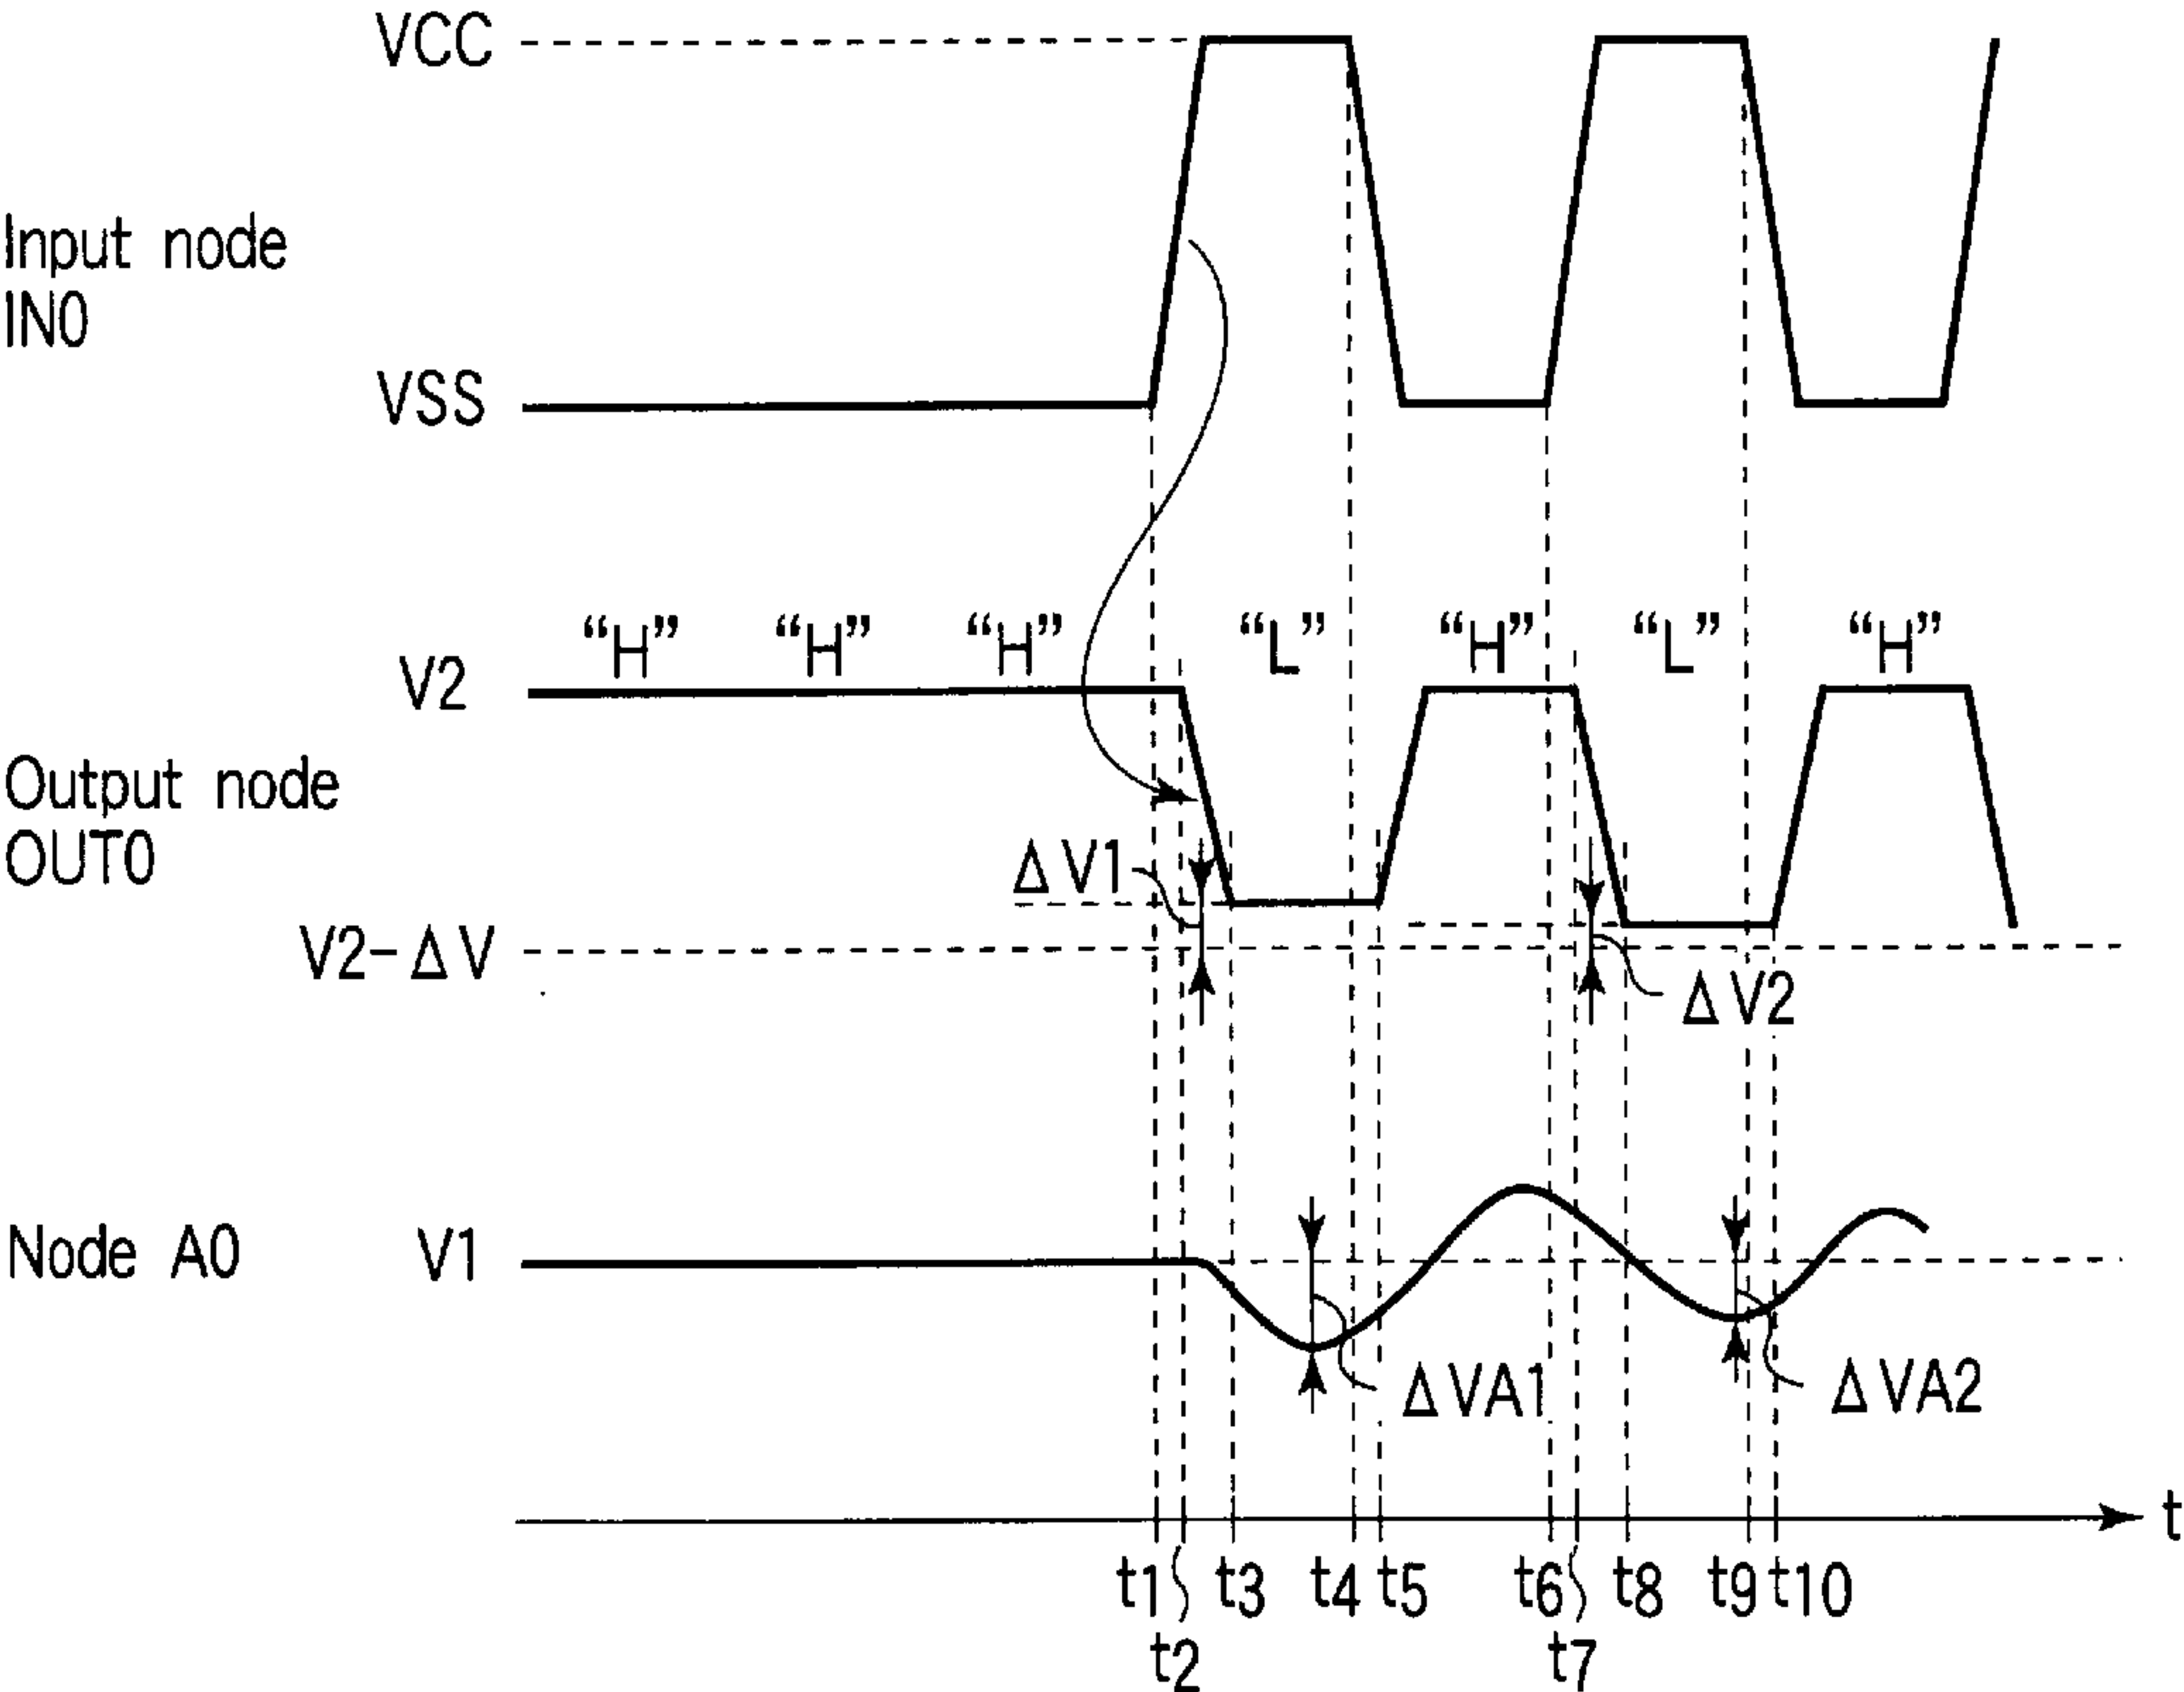 VCC
Input node
IN0
VSS
“H” “H” “H” “L” “H” “L” “H”
V2
Output node
OUT0
ΔV1
V2-ΔV
ΔV2
Node A0 V1
ΔVA1
ΔVA2
t
t1 t3 t4 t5 t6 t8 t9 t10
t2 t7